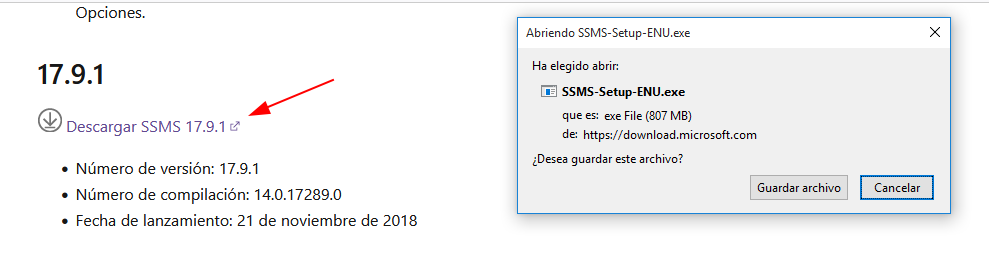 Opciones.
17.9.1
Descargar SSMS 17.9.1
Número de versión: 17.9.1
Número de compilación: 14.0.17289.0
Fecha de lanzamiento: 21 de noviembre de 2018
Abriendo SSMS-Setup-ENU.exe
Ha elegido abrir:
SSMS-Setup-ENU.exe
que es: exe File (807 MB)
de: https://download.microsoft.com
¿Desea guardar este archivo?
Guardar archivo
Cancelar